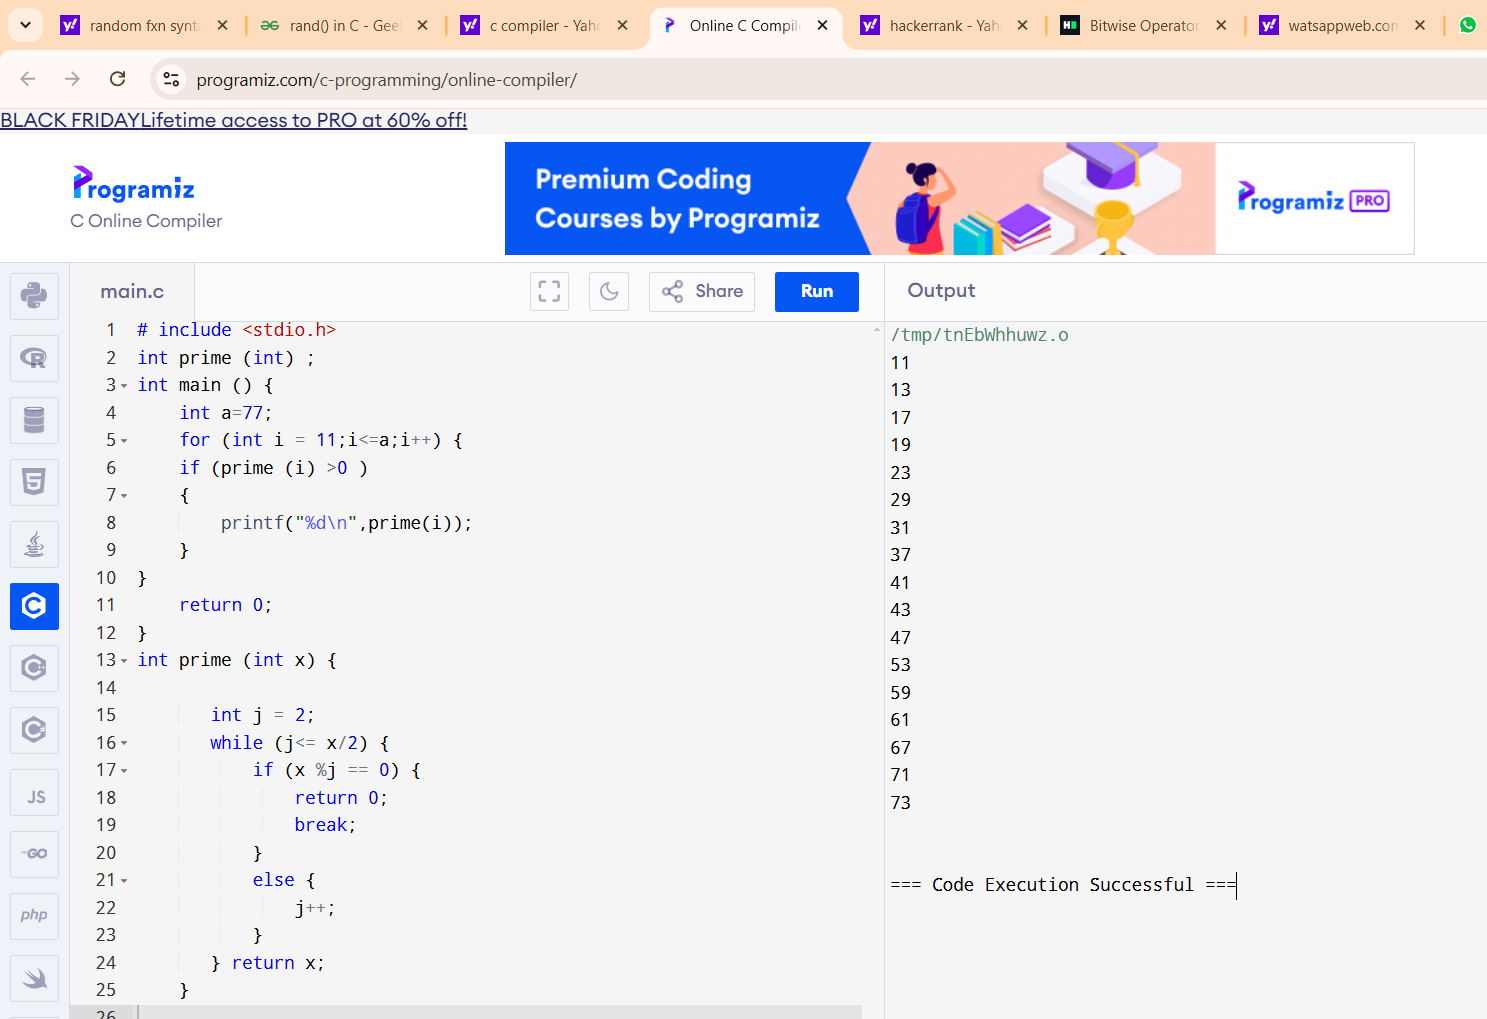 random fxn synta
rand() in C - Geel
c compiler - Yaho
Online C Compile
hackerrank - Yah
Bitwise Operator
watsappweb.com
programiz.com/c-programming/online-compiler/
BLACK FRIDAYLifetime access to PRO at 60% off!
Programiz
C Online Compiler
Premium Coding
Courses by Programiz
Programiz PRO
main.c
Share
Run
Output
1 # include <stdio.h>
2 int prime (int) ;
3 int main () {
4 int a=77;
5 for (int i = 11;i<=a;i++) {
6 if (prime (i) >0 )
7 {
8 printf("%d\n",prime(i));
9 }
10 }
11 return 0;
12 }
13 int prime (int x) {
14
15 int j = 2;
16 while (j<= x/2) {
17 if (x %j == 0) {
18 return 0;
19 break;
20 }
21 else {
22 j++;
23 }
24 } return x;
25 }
26
/tmp/tnEbWhhuwz.o
11
13
17
19
23
29
31
37
41
43
47
53
59
61
67
71
73
=== Code Execution Successful ===
JS
GO
php